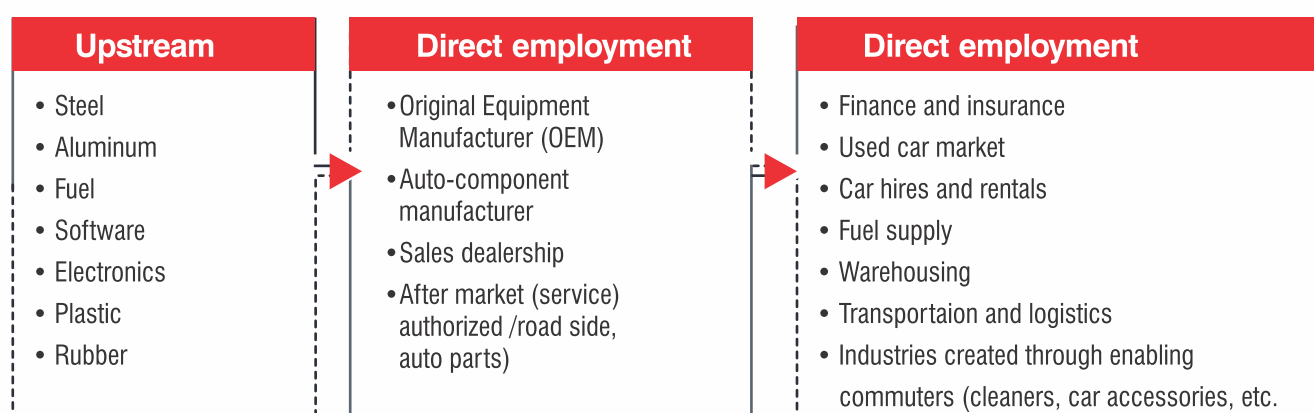 Upstream
• Steel
• Aluminum
• Fuel
• Software
• Electronics
• Plastic
• Rubber
Direct employment
•Original Equipment
Manufacturer (OEM)
•Auto-component
manufacturer
•Sales dealership
•After market (service)
authorized /road side,
auto parts)
Direct employment
• Finance and insurance
• Used car market
• Car hires and rentals
• Fuel supply
• Warehousing
• Transportaion and logistics
• Industries created through enabling
commuters (cleaners, car accessories, etc.